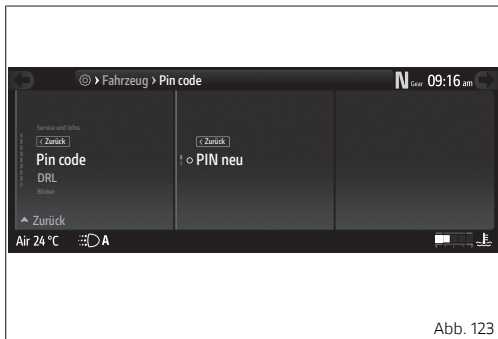 Fahrzeug Pin code N Gear 09:16 am
Service und Infos
Zurück Zurück
Pin code PIN neu
DRL
Blinker
Zurück
Air 24 °C A
Abb. 123